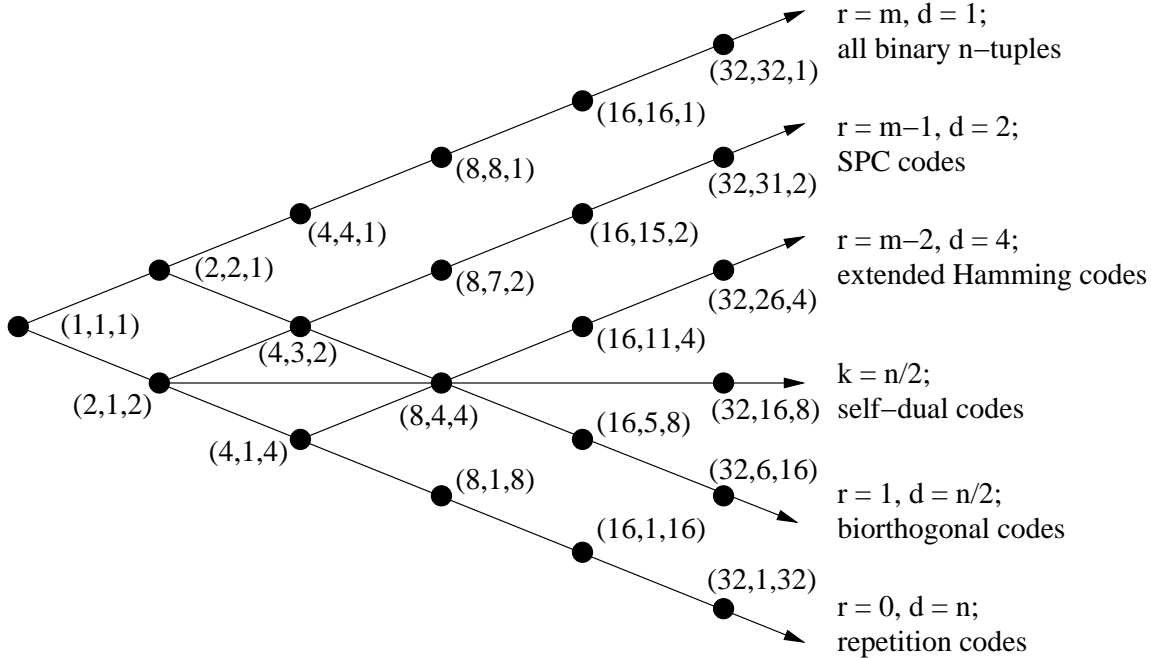 r = m, d = 1;
all binary n−tuples
(32,32,1)
(16,16,1)
r = m−1, d = 2;
SPC codes
(8,8,1)
(32,31,2)
(4,4,1)
(16,15,2)
r = m−2, d = 4;
extended Hamming codes
(2,2,1)
(8,7,2)
(32,26,4)
(1,1,1)
(4,3,2)
(16,11,4)
k = n/2;
self−dual codes
(2,1,2)
(8,4,4)
(32,16,8)
(16,5,8)
(4,1,4)
(32,6,16)
(8,1,8)
r = 1, d = n/2;
biorthogonal codes
(16,1,16)
(32,1,32)
r = 0, d = n;
repetition codes